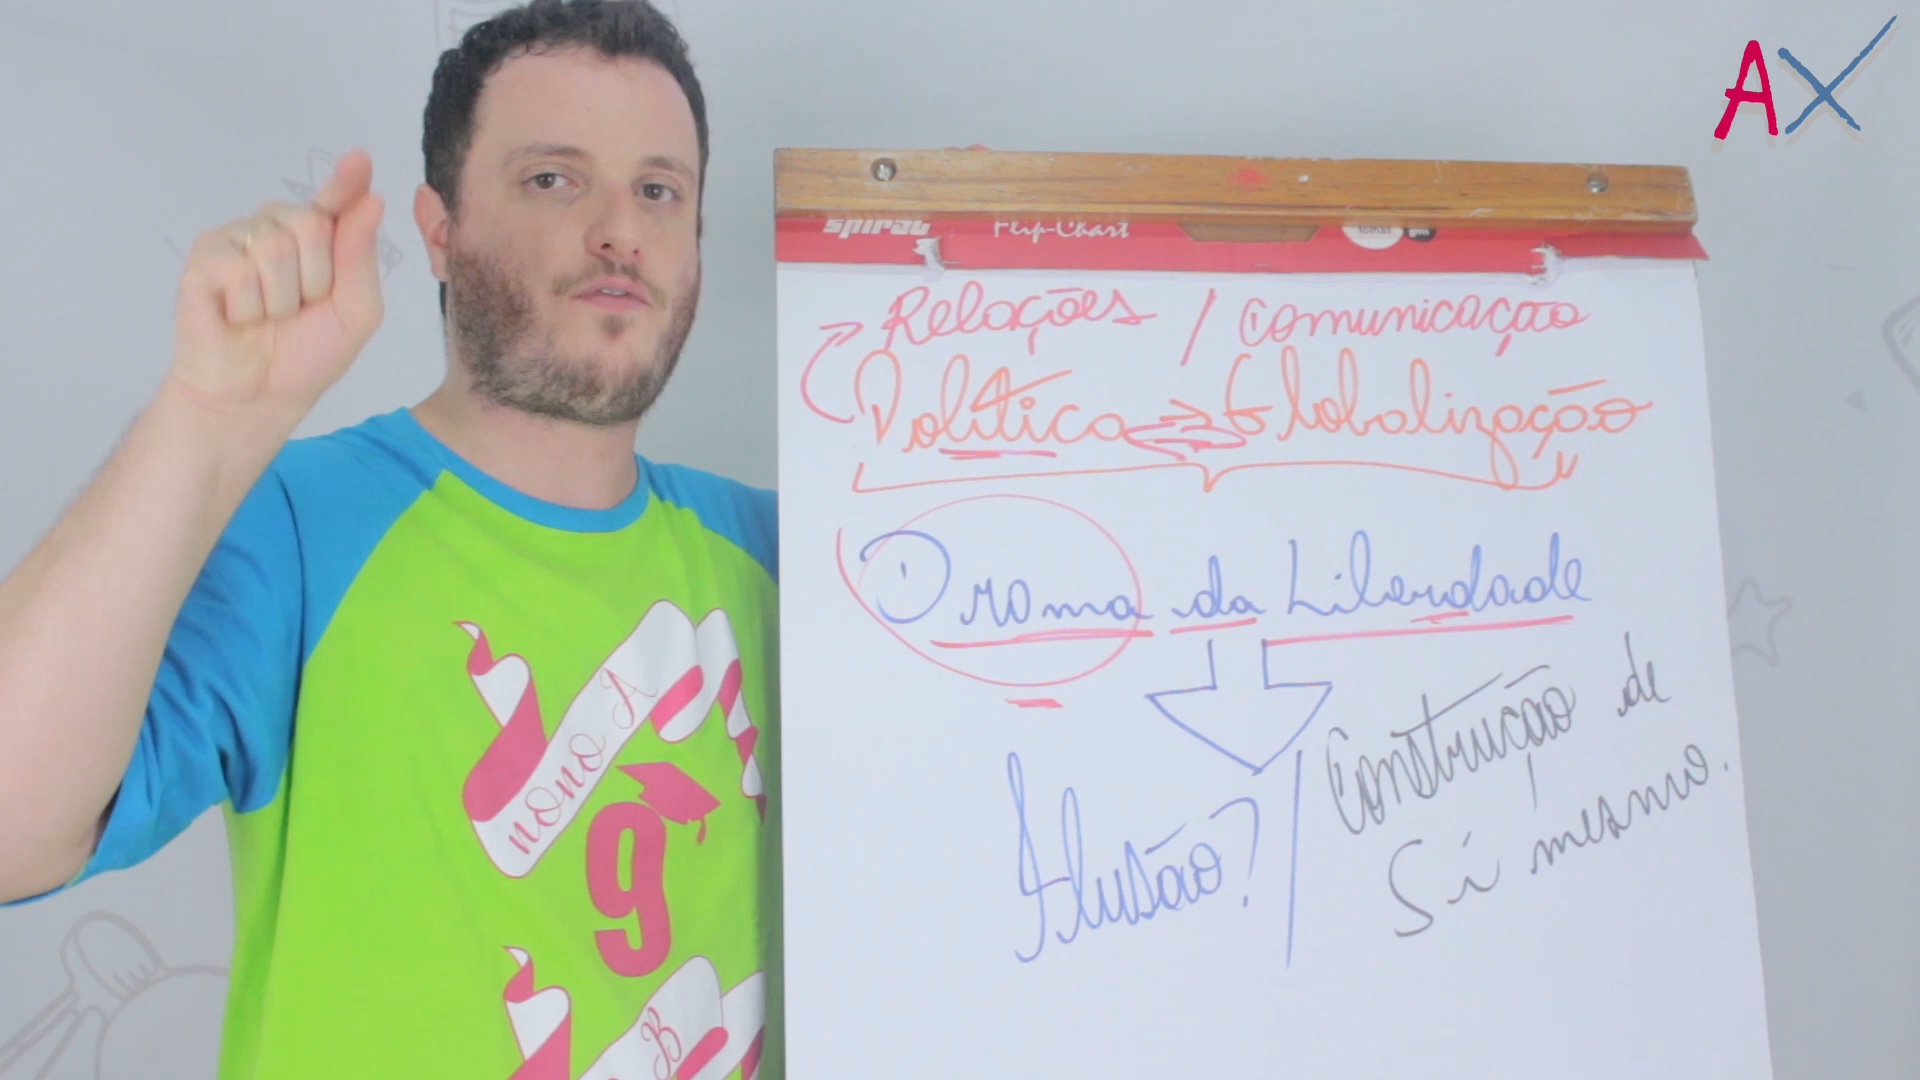 AX
spiral Flip-Chart
Relações / Comunicação
Política Globalização
Drama da Liberdade
Ilusão? / Construção de
Si mesmo.
nono A
9
B